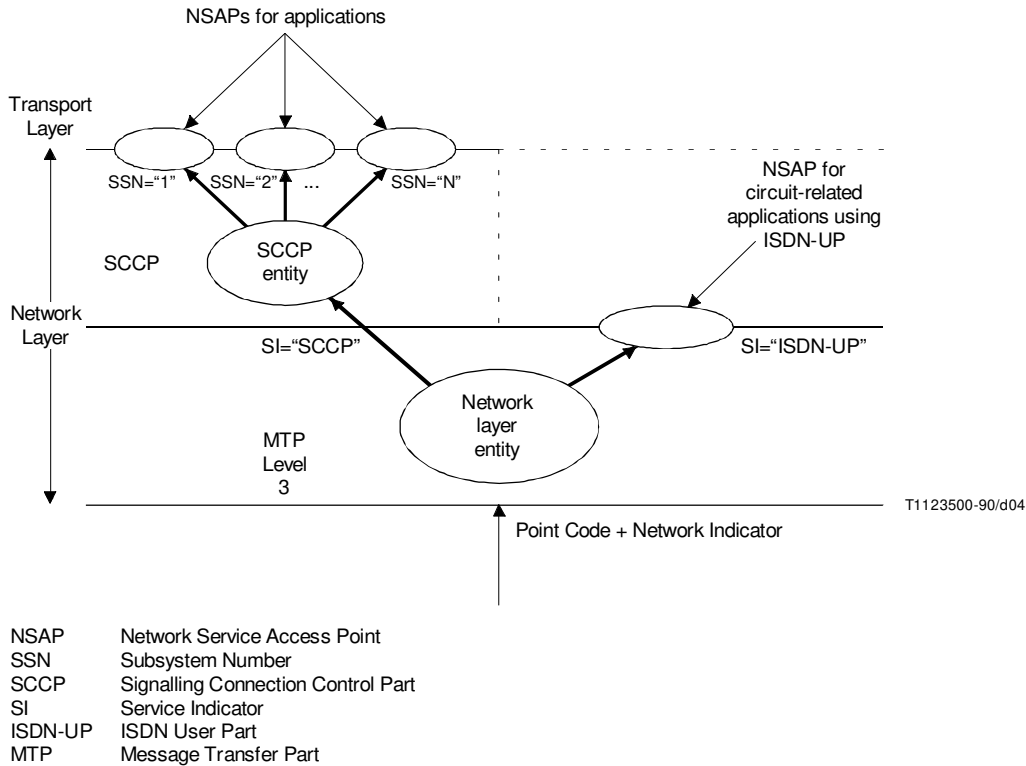 NSAPs for applications
Transport
Layer
SSN=“1”
SSN=“2”
...
SSN=“N”
NSAP for
circuit-related
applications using
ISDN-UP
SCCP
SCCP
entity
Network
Layer
SI=“SCCP”
SI=“ISDN-UP”
Network
layer
entity
MTP
Level
3
T1123500-90/d04
Point Code + Network Indicator
NSAP Network Service Access Point
SSN Subsystem Number
SCCP Signalling Connection Control Part
SI Service Indicator
ISDN-UP ISDN User Part
MTP Message Transfer Part